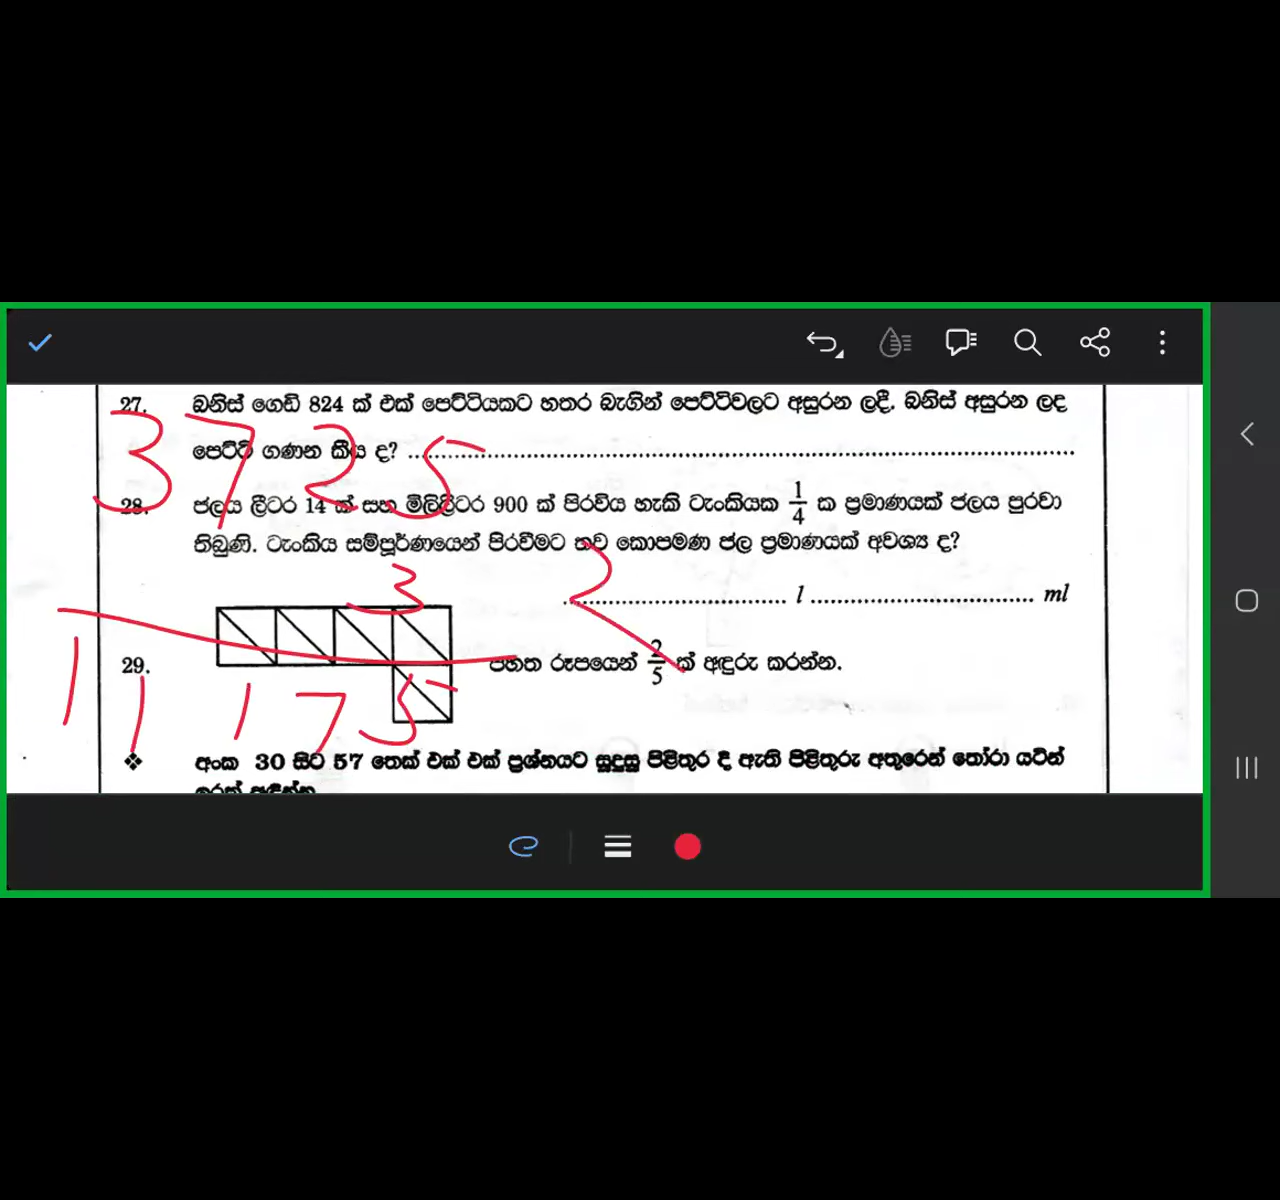 27. බනිස් ගෙඩි 824 ක් එක් පෙට්ටියකට හතර බැගින් පෙට්ටිවලට අසුරන ලදී. බනිස් අසුරන ලද
පෙට්ටි ගණන කීය ද? ..........
3725
28. ජලය ලීටර 14 ක් සහ මිලිලීටර 900 ක් පිරවිය හැකි ටැංකියක 1/4 ක ප්‍රමාණයක් ජලය පුරවා
තිබුණි. ටැංකිය සම්පූර්ණයෙන් පිරවීමට තව කොපමණ ජල ප්‍රමාණයක් අවශ්‍ය ද?
3 2
.......... l .......... ml
29. පහත රූපයෙන් 2/5 ක් අඳුරු කරන්න.
11 175
❖ අංක 30 සිට 57 තෙක් එක් එක් ප්‍රශ්නයට සුදුසු පිළිතුර දී ඇති පිළිතුරු අතුරෙන් තෝරා යටින්